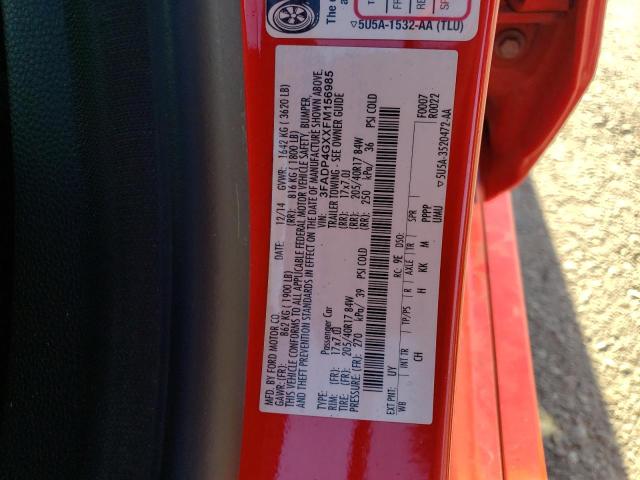 The
T
F
RE
SP
▽5U5A-1532-AA (TLU)
MFD. BY FORD MOTOR CO.
DATE: 12/14 GVWR: 1642 KG ( 3620 LB)
GAWR: (FR): 862 KG (1900 LB) (RR): 816 KG ( 1800 LB)
THIS VEHICLE CONFORMS TO ALL APPLICABLE FEDERAL MOTOR VEHICLE SAFETY, BUMPER,
AND THEFT PREVENTION STANDARDS IN EFFECT ON THE DATE OF MANUFACTURE SHOWN ABOVE.
VIN: 3FADP4GXXFM156985
TYPE: Passenger Car TRAILER TOWING - SEE OWNER GUIDE
RIM: (FR): 17x7.0J (RR): 17x7.0J
TIRE: (FR): 205/40R17 84W (RR): 205/40R17 84W
PRESSURE: (FR): 270 kPa/ 39 PSI COLD (RR): 250 kPa/ 36 PSI COLD
F0007
EXT PNT: UY RC: 9E DSO: R0022
WB INT TR TP/PS R AXLE TR SPR
CH H KK M PPPP
UMU
▽5U5A-3520472-AA